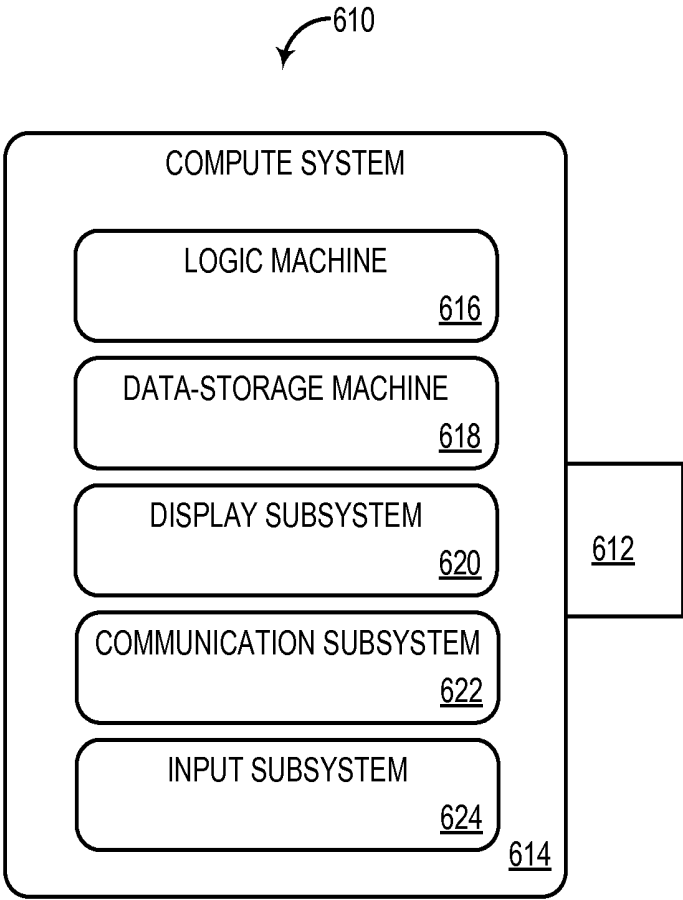 610
COMPUTE SYSTEM
LOGIC MACHINE
616
DATA-STORAGE MACHINE
618
DISPLAY SUBSYSTEM
620
612
COMMUNICATION SUBSYSTEM
622
INPUT SUBSYSTEM
624
614